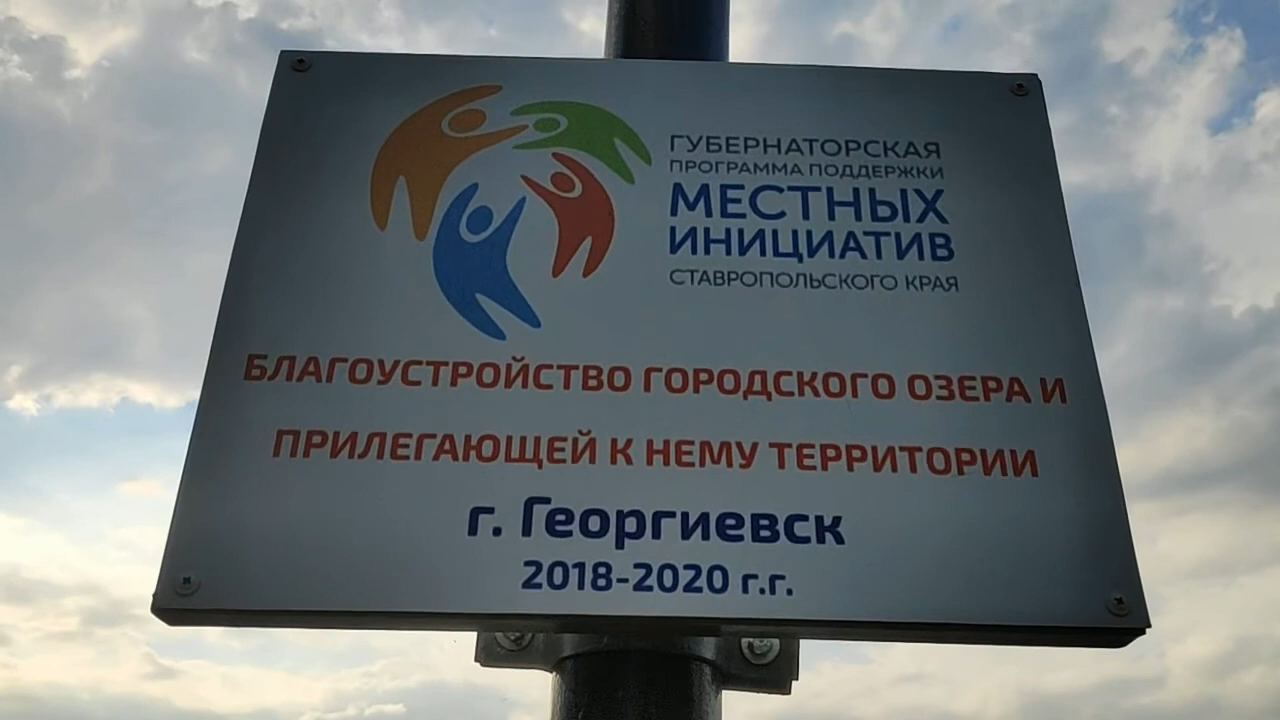 ГУБЕРНАТОРСКАЯ
ПРОГРАММА ПОДДЕРЖКИ
МЕСТНЫХ
ИНИЦИАТИВ
СТАВРОПОЛЬСКОГО КРАЯ
БЛАГОУСТРОЙСТВО ГОРОДСКОГО ОЗЕРА И
ПРИЛЕГАЮЩЕЙ К НЕМУ ТЕРРИТОРИИ
г. Георгиевск
2018-2020 г.г.